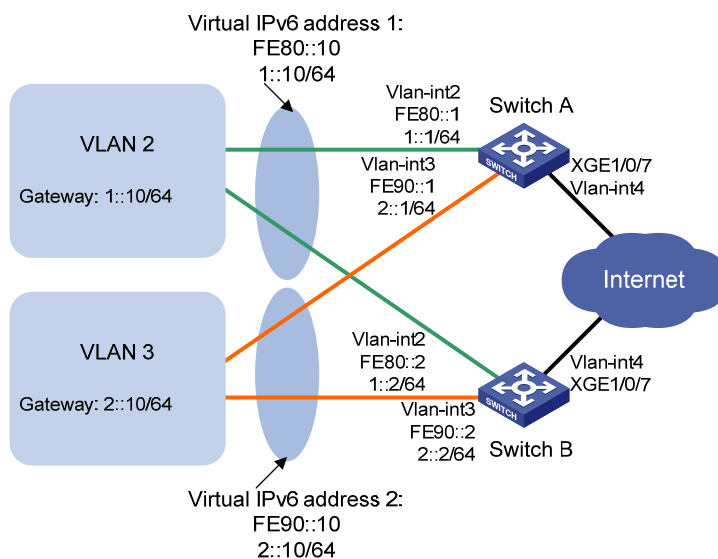 Virtual IPv6 address 1:
FE80::10
1::10/64
VLAN 2
Gateway: 1::10/64
Vlan-int2
FE80::1
1::1/64
Switch A
SWITCH
Vlan-int3
FE90::1
2::1/64
XGE1/0/7
Vlan-int4
Internet
VLAN 3
Gateway: 2::10/64
Vlan-int2
FE80::2
1::2/64
Vlan-int4
XGE1/0/7
SWITCH
Vlan-int3
FE90::2
2::2/64
Switch B
Virtual IPv6 address 2:
FE90::10
2::10/64